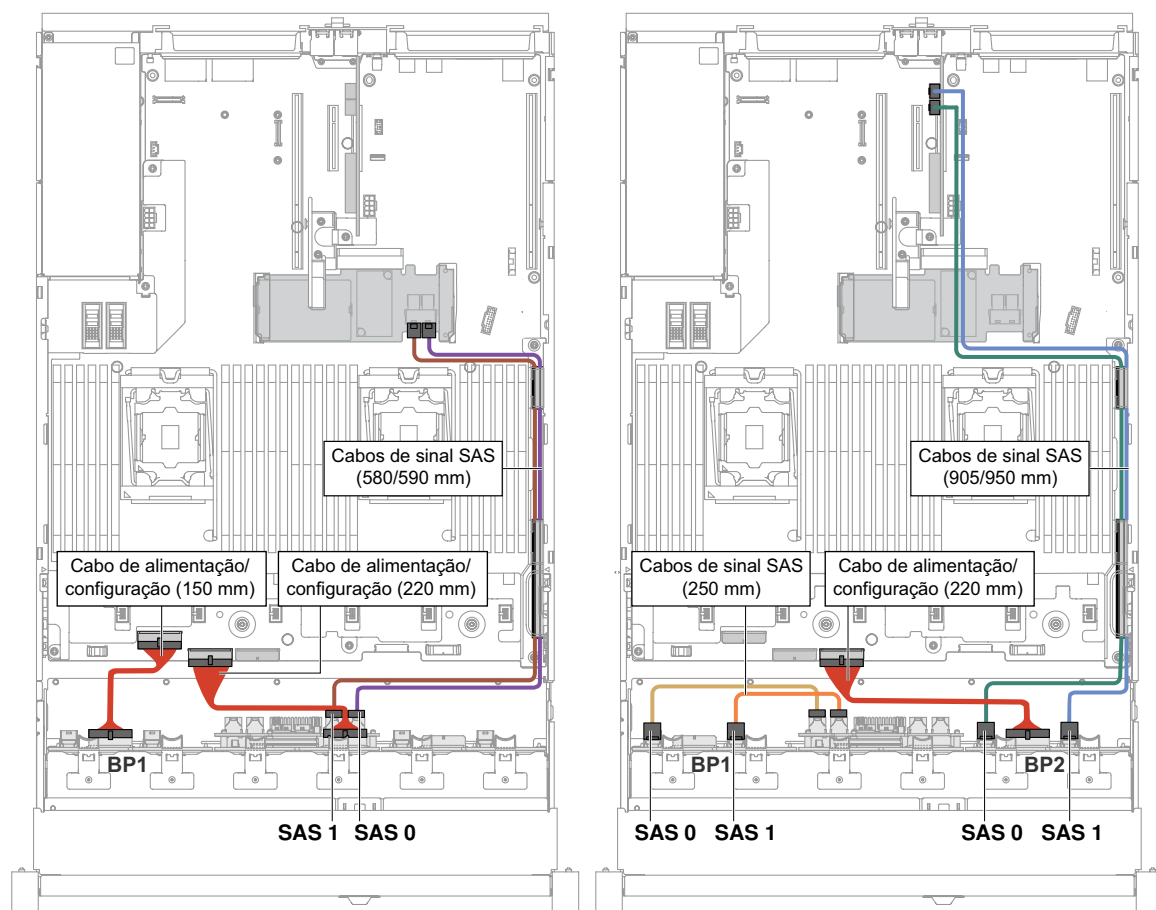 Cabos de sinal SAS
(580/590 mm)
Cabo de alimentação/
configuração (150 mm)
Cabo de alimentação/
configuração (220 mm)
BP1
SAS 1
SAS 0
Cabos de sinal SAS
(905/950 mm)
Cabos de sinal SAS
(250 mm)
Cabo de alimentação/
configuração (220 mm)
BP1
BP2
SAS 0
SAS 1
SAS 0
SAS 1